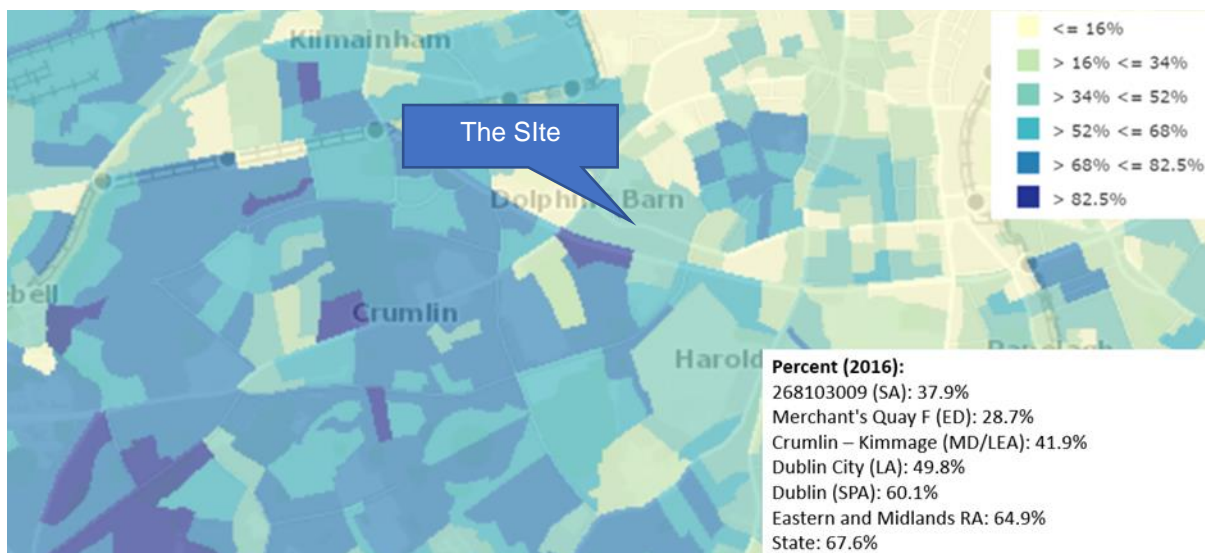 Kilmainham
The SIte
Dolphin's Barn
Crumlin
Harold
<= 16%
> 16% <= 34%
> 34% <= 52%
> 52% <= 68%
> 68% <= 82.5%
> 82.5%
Percent (2016):
268103009 (SA): 37.9%
Merchant's Quay F (ED): 28.7%
Crumlin – Kimmage (MD/LEA): 41.9%
Dublin City (LA): 49.8%
Dublin (SPA): 60.1%
Eastern and Midlands RA: 64.9%
State: 67.6%